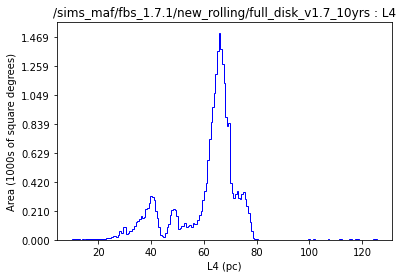 /sims_maf/fbs_1.7.1/new_rolling/full_disk_v1.7_10yrs : L4
Area (1000s of square degrees)
1.469
1.259
1.049
0.839
0.629
0.420
0.210
0.000
20 40 60 80 100 120
L4 (pc)